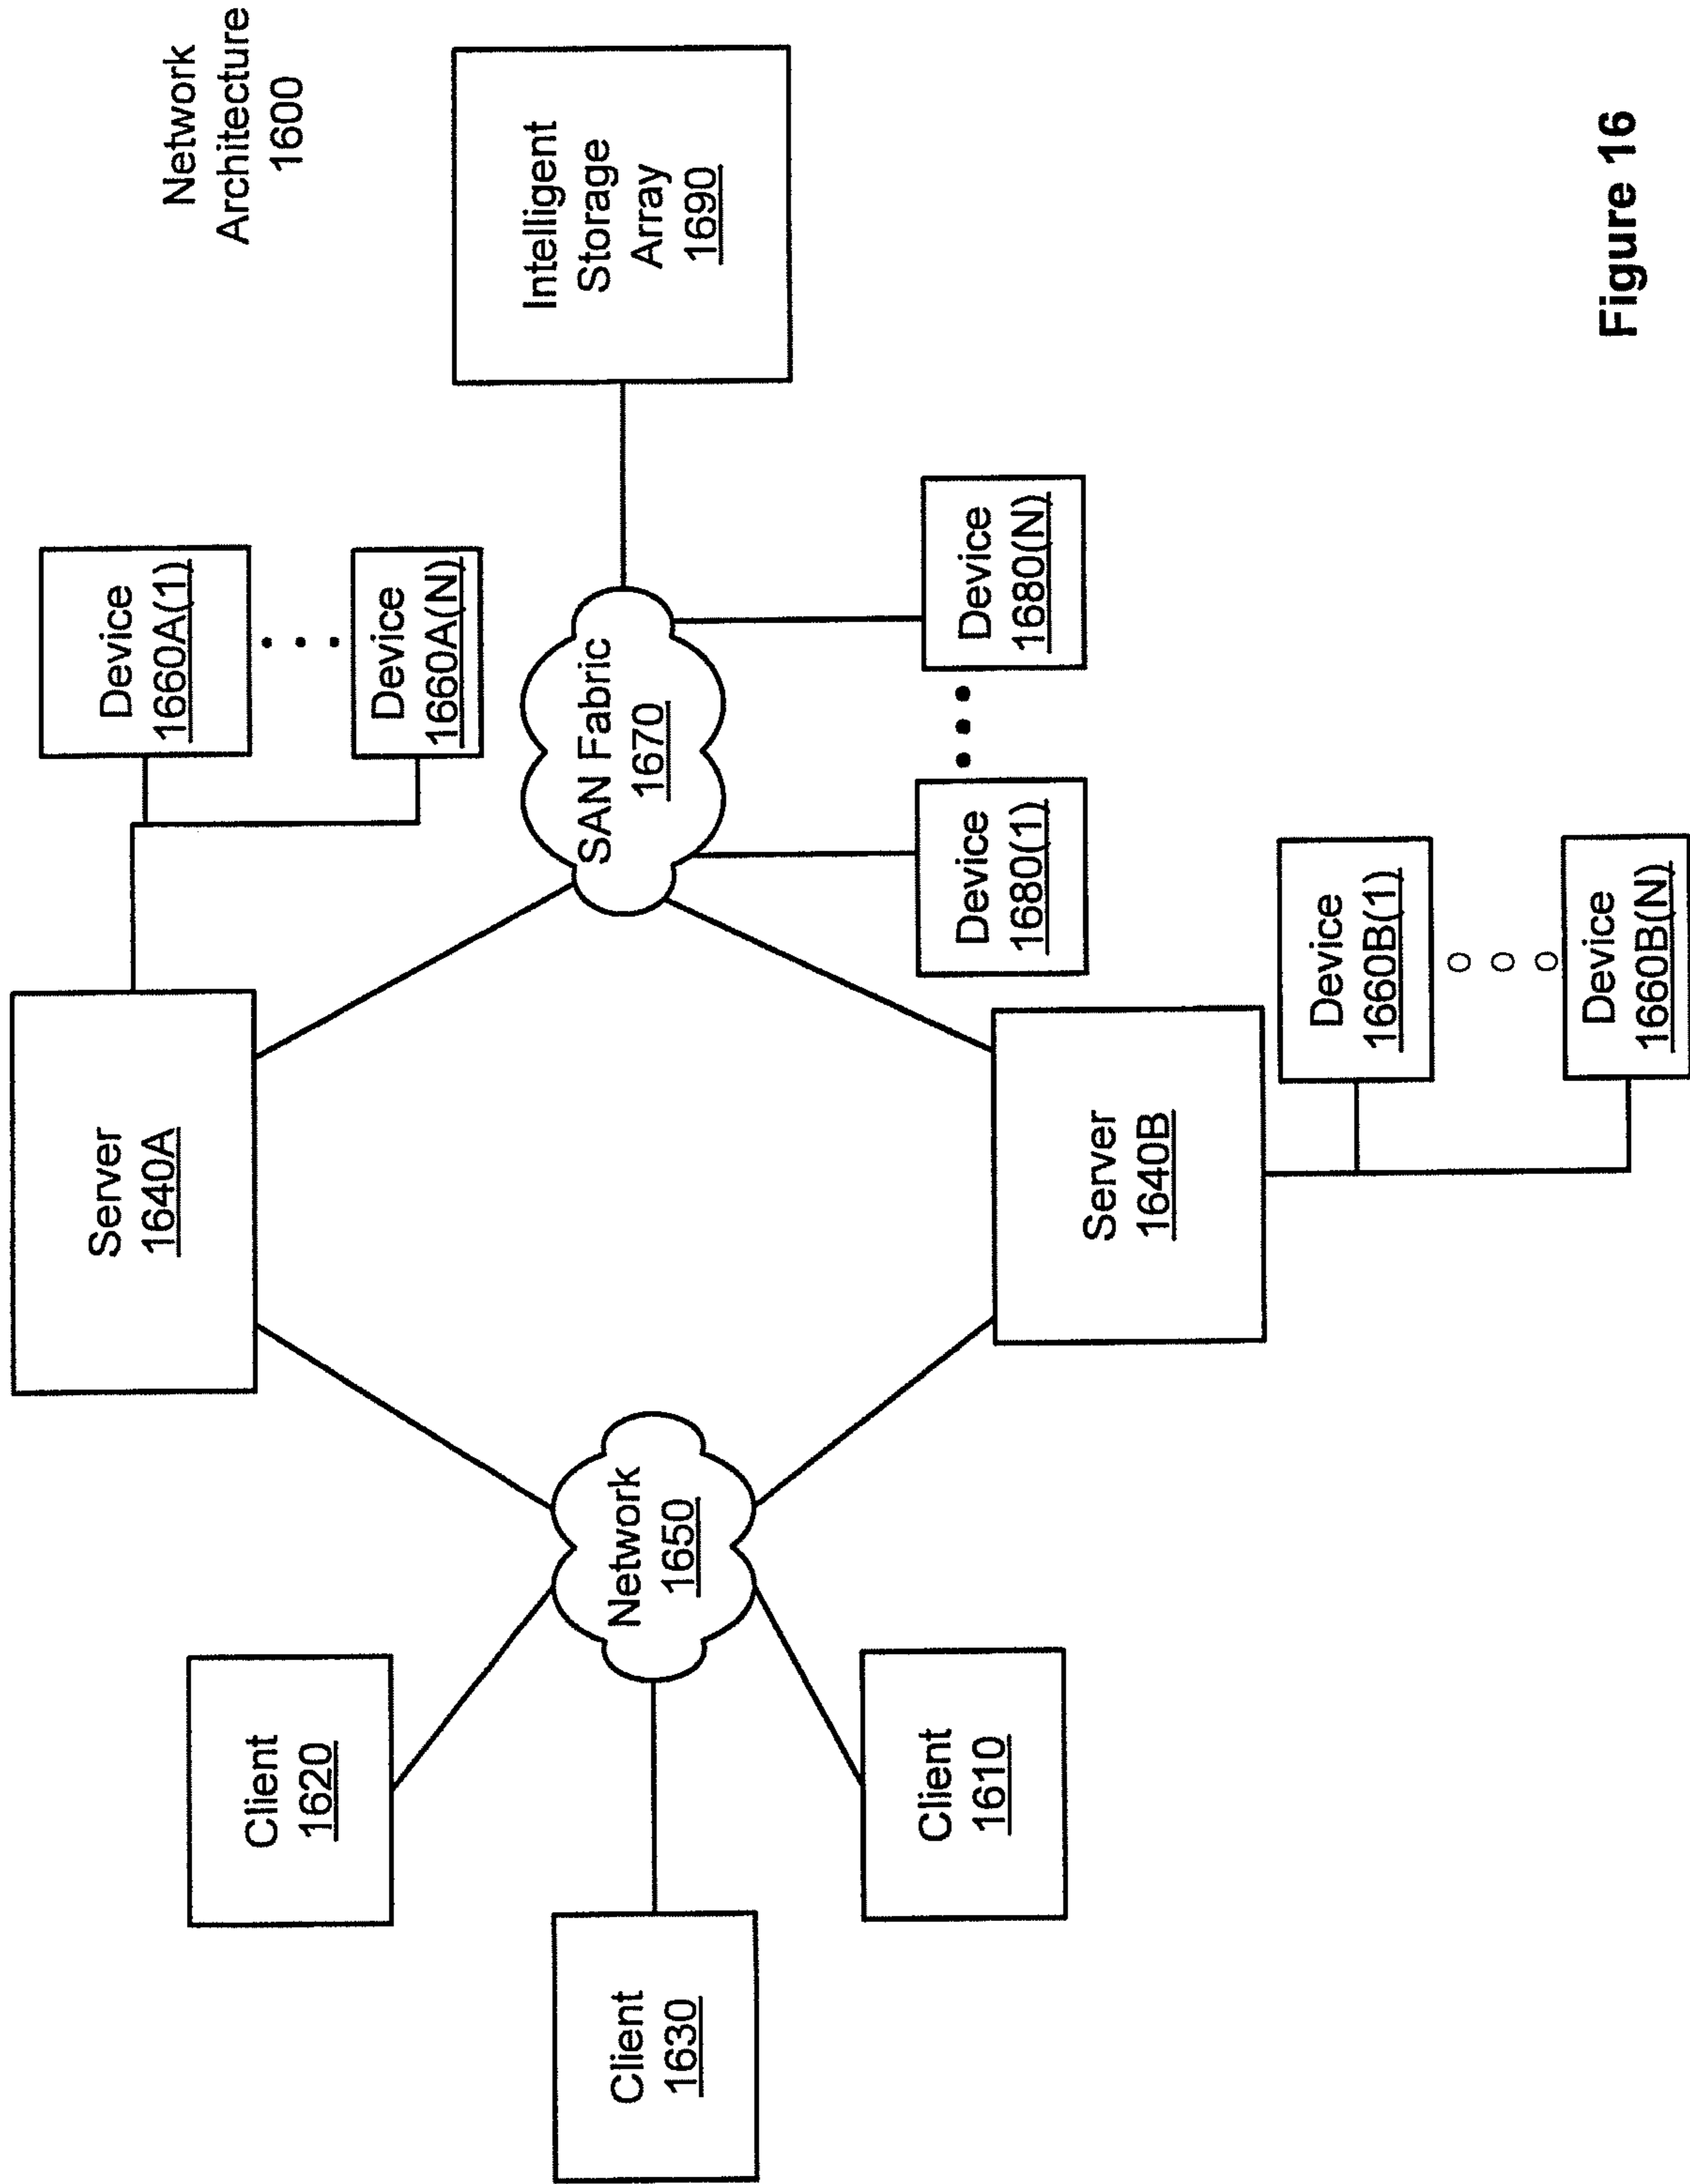 Network
Architecture
1600
Device
1660A(1)
Device
1660A(N)
Server
1640A
Intelligent
Storage
Array
1690
SAN Fabric
1670
Client
1620
Network
1650
Client
1630
Device
1680(1)
Device
1680(N)
Client
1610
Server
1640B
Device
1660B(1)
Device
1660B(N)
Figure 16